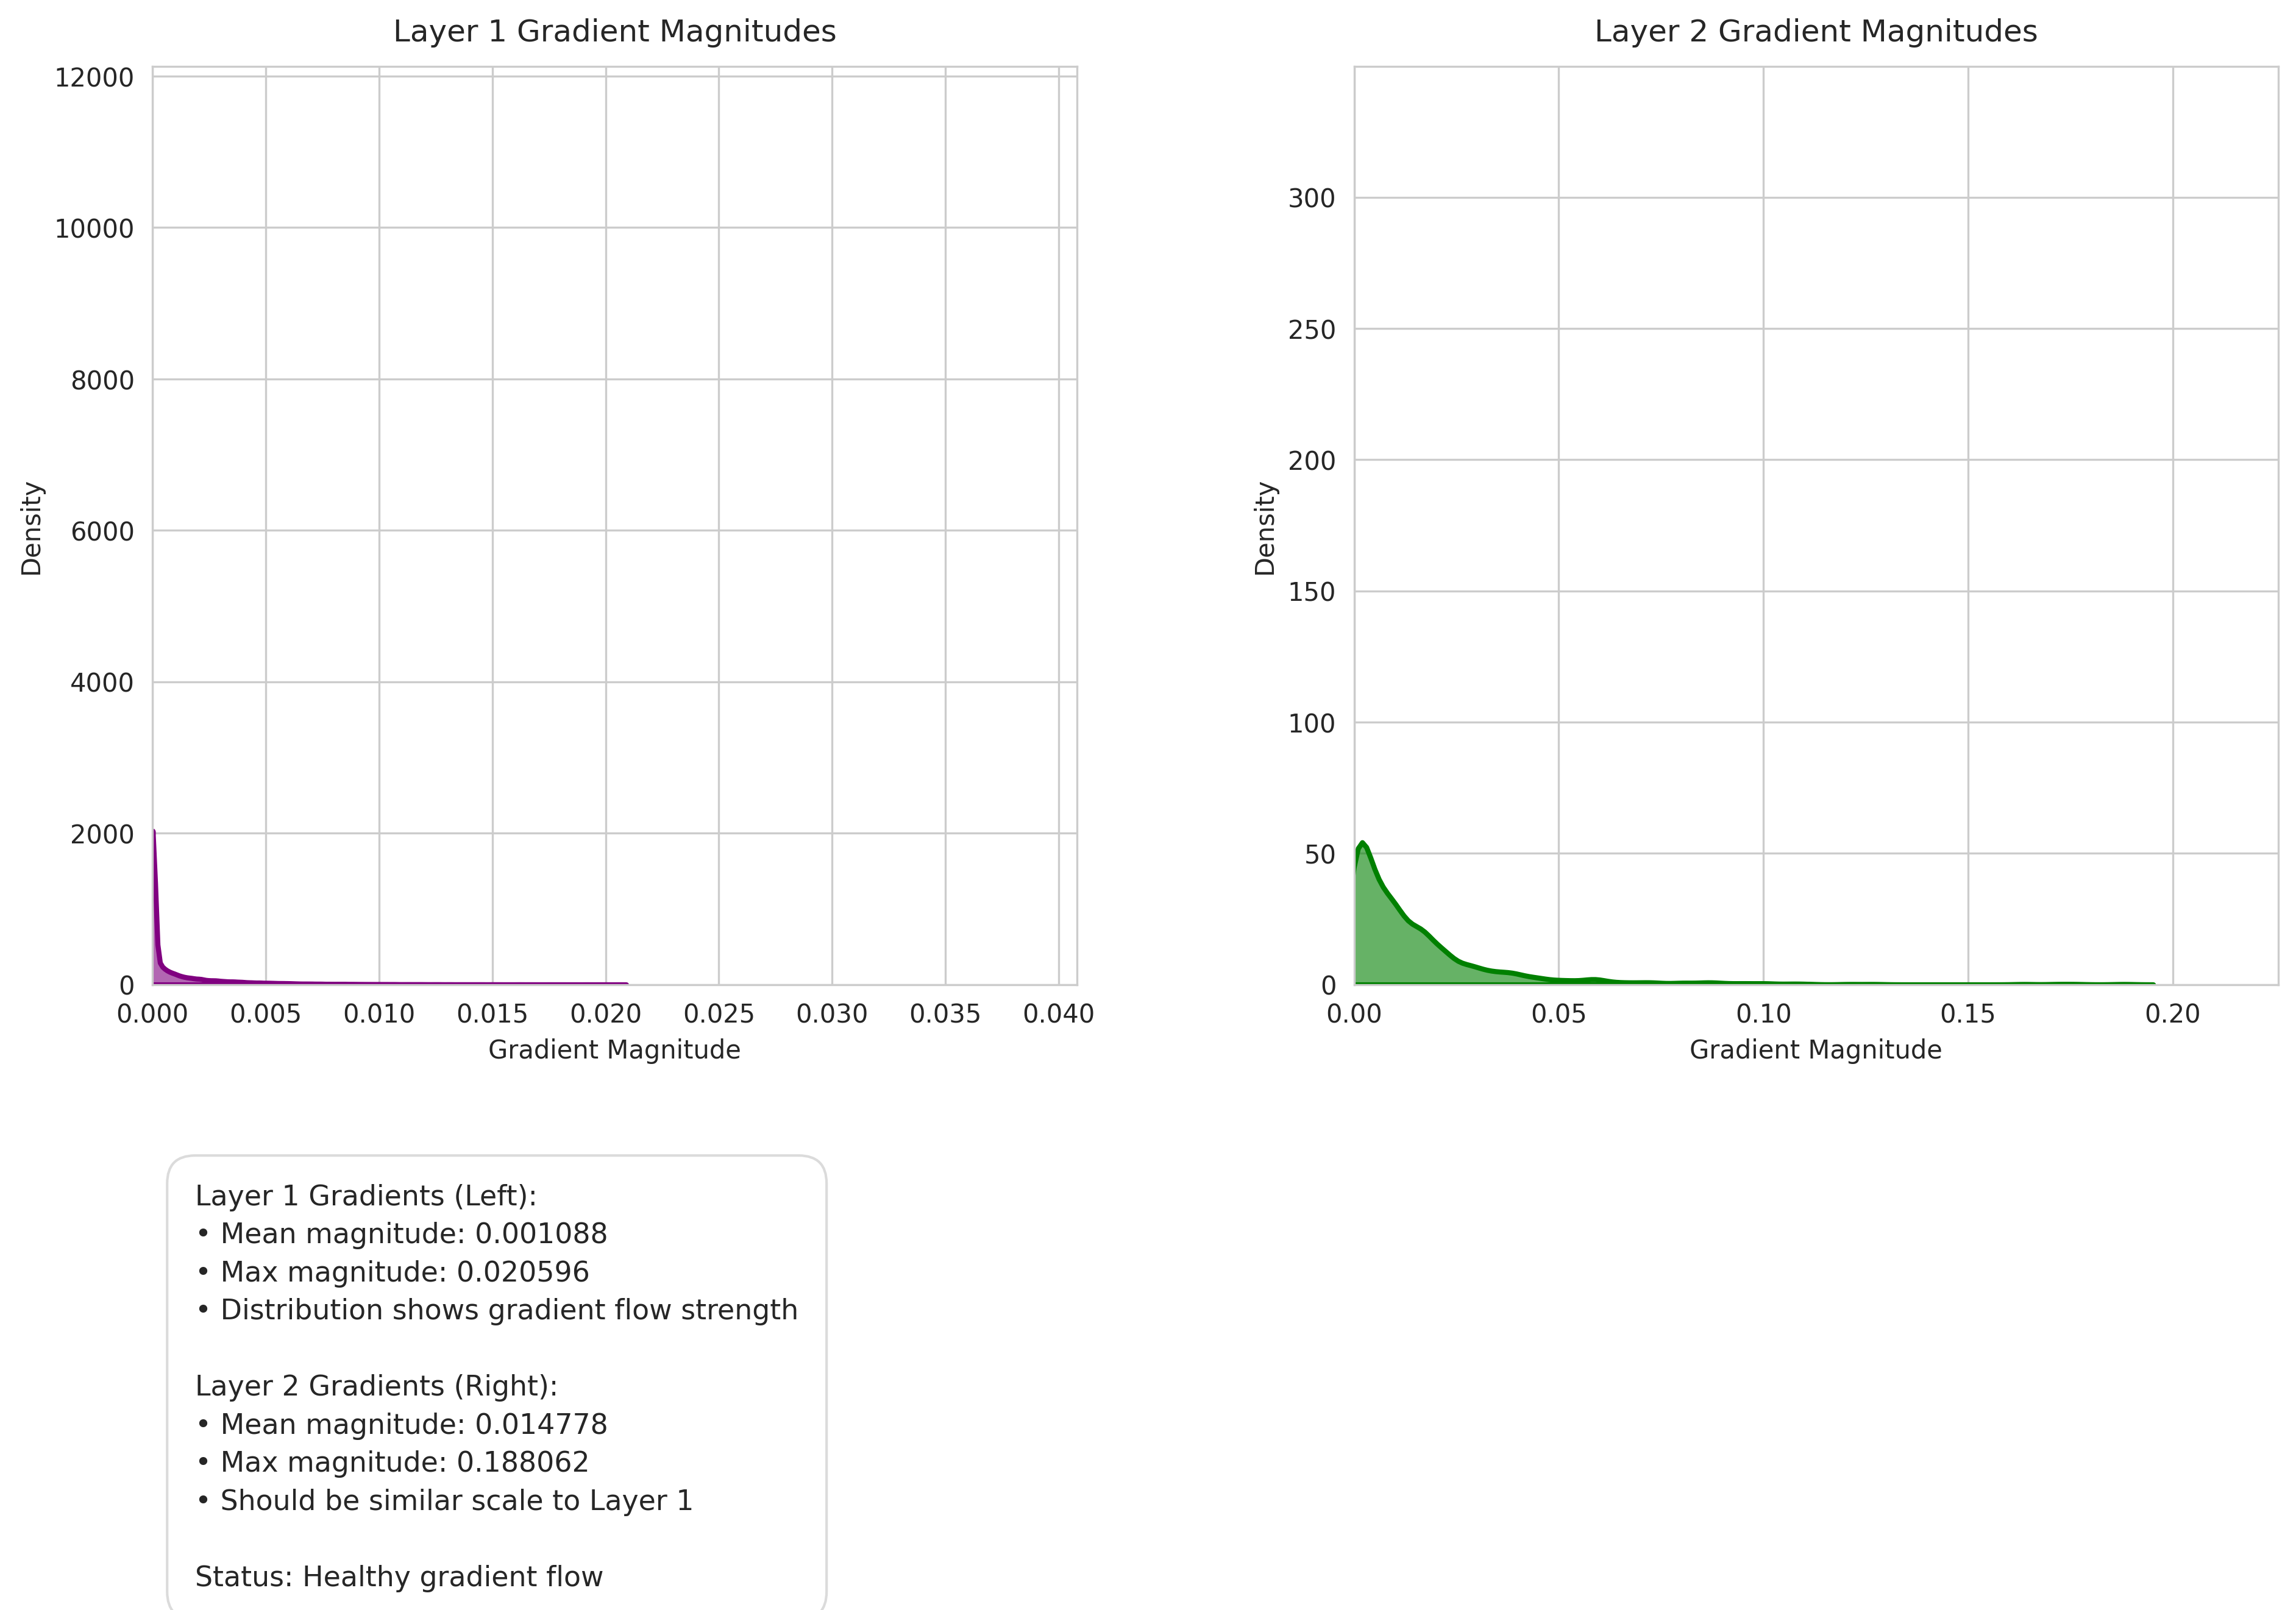 Layer 1 Gradient Magnitudes
12000
10000
8000
6000
4000
2000
0
Density
0.000 0.005 0.010 0.015 0.020 0.025 0.030 0.035 0.040
Gradient Magnitude
Layer 2 Gradient Magnitudes
300
250
200
150
100
50
0
Density
0.00 0.05 0.10 0.15 0.20
Gradient Magnitude
Layer 1 Gradients (Left):
• Mean magnitude: 0.001088
• Max magnitude: 0.020596
• Distribution shows gradient flow strength
Layer 2 Gradients (Right):
• Mean magnitude: 0.014778
• Max magnitude: 0.188062
• Should be similar scale to Layer 1
Status: Healthy gradient flow